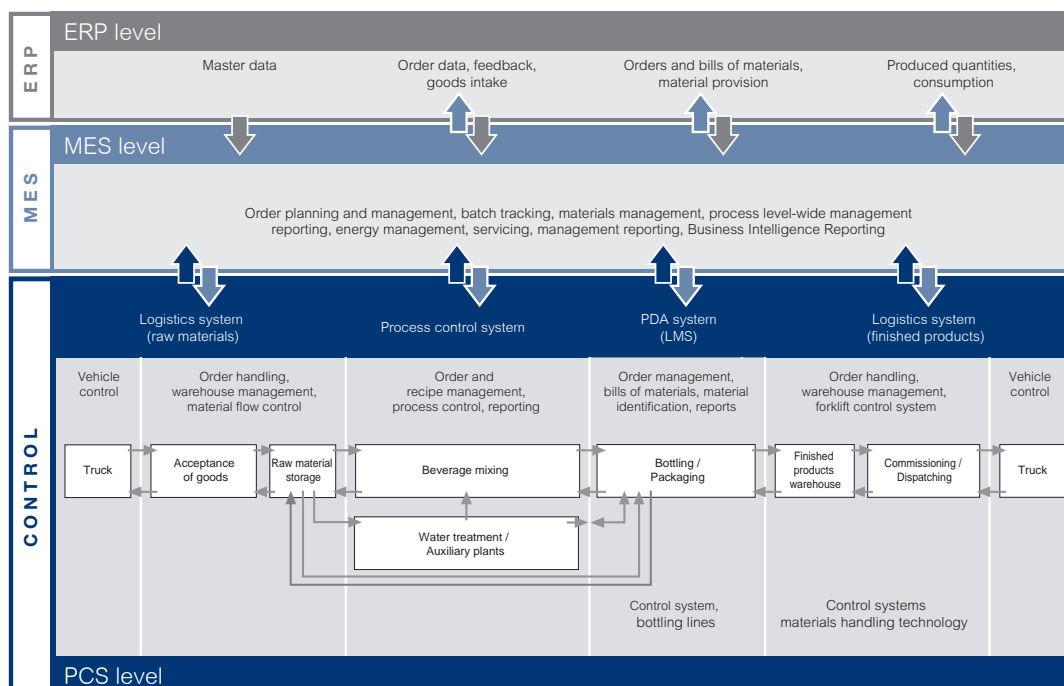 ERP
ERP level
Master data
Order data, feedback,
goods intake
Orders and bills of materials,
material provision
Produced quantities,
consumption
MES
MES level
Order planning and management, batch tracking, materials management, process level-wide management
reporting, energy management, servicing, management reporting, Business Intelligence Reporting
CONTROL
Logistics system
(raw materials)
Process control system
PDA system
(LMS)
Logistics system
(finished products)
Vehicle
control
Order handling,
warehouse management,
material flow control
Order and
recipe management,
process control, reporting
Order management,
bills of materials, material
identification, reports
Order handling,
warehouse management,
forklift control system
Vehicle
control
Truck
Acceptance
of goods
Raw material
storage
Beverage mixing
Bottling /
Packaging
Finished
products
warehouse
Commissioning /
Dispatching
Truck
Water treatment /
Auxiliary plants
Control system,
bottling lines
Control systems
materials handling technology
PCS level